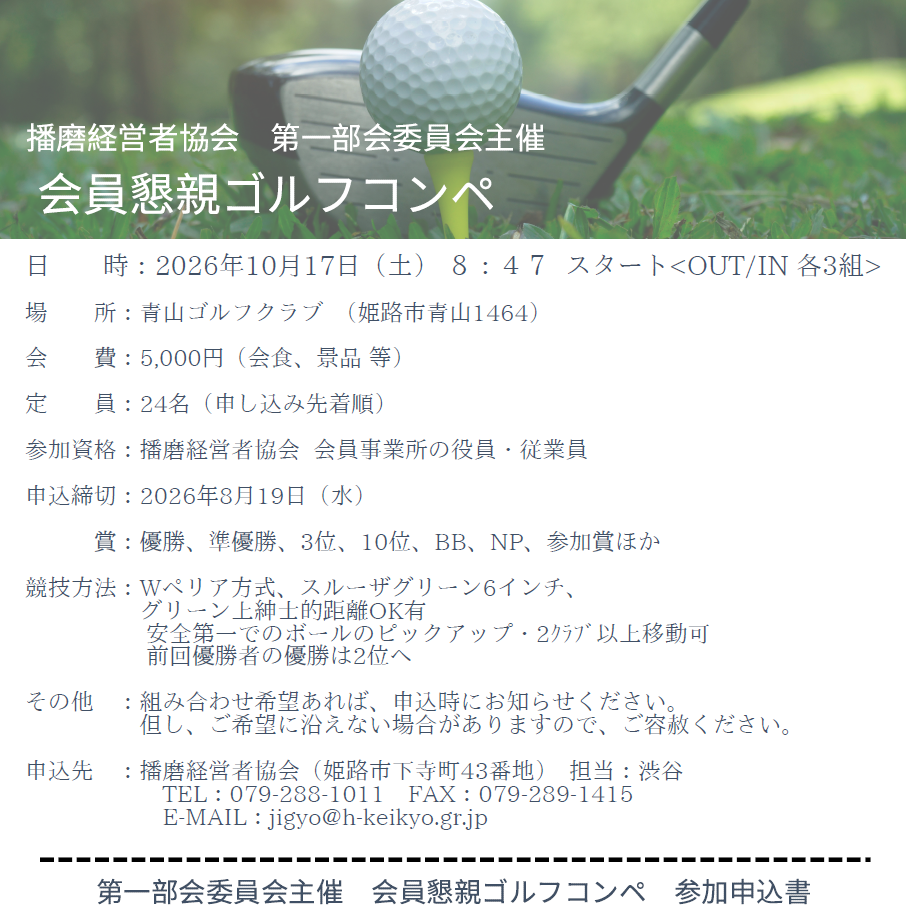 播磨経営者協会　第一部会委員会主催
会員懇親ゴルフコンペ
日　　時：2026年10月17日（土） ８：４７ スタート<OUT/IN 各3組>
場　　所：青山ゴルフクラブ （姫路市青山1464）
会　　費：5,000円（会食、景品 等）
定　　員：24名（申し込み先着順）
参加資格：播磨経営者協会 会員事業所の役員・従業員
申込締切：2026年8月19日（水）
賞：優勝、準優勝、3位、10位、BB、NP、参加賞ほか
競技方法：Wペリア方式、スルーザグリーン6インチ、
グリーン上紳士的距離OK有
安全第一でのボールのピックアップ・2ｸﾗﾌﾞ以上移動可
前回優勝者の優勝は2位へ
その他　：組み合わせ希望あれば、申込時にお知らせください。
但し、ご希望に沿えない場合がありますので、ご容赦ください。
申込先　：播磨経営者協会（姫路市下寺町43番地） 担当：渋谷
TEL：079-288-1011　FAX：079-289-1415
E-MAIL：jigyo@h-keikyo.gr.jp
第一部会委員会主催　会員懇親ゴルフコンペ　参加申込書